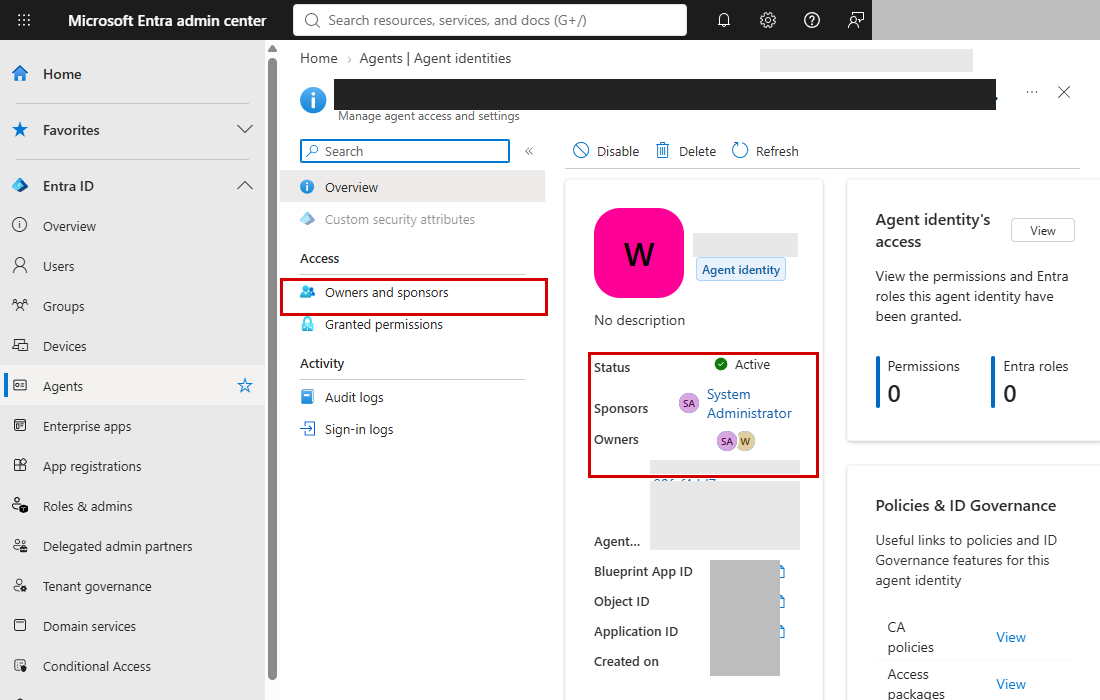 Microsoft Entra admin center
Search resources, services, and docs (G+/)
Home
Favorites
Entra ID
Overview
Users
Groups
Devices
Agents
Enterprise apps
App registrations
Roles & admins
Delegated admin partners
Tenant governance
Domain services
Conditional Access
Home › Agents | Agent identities
Manage agent access and settings
Search
«
Overview
Custom security attributes
Access
Owners and sponsors
Granted permissions
Activity
Audit logs
Sign-in logs
Disable
Delete
Refresh
W
Agent identity
No description
Status
Active
Sponsors
SA
System
Administrator
Owners
SA
W
Agent...
Blueprint App ID
Object ID
Application ID
Created on
Agent identity's
access
View
View the permissions and Entra
roles this agent identity have
been granted.
Permissions
0
Entra roles
0
Policies & ID Governance
Useful links to policies and ID
Governance features for this
agent identity
CA
policies
View
Access
packages
View